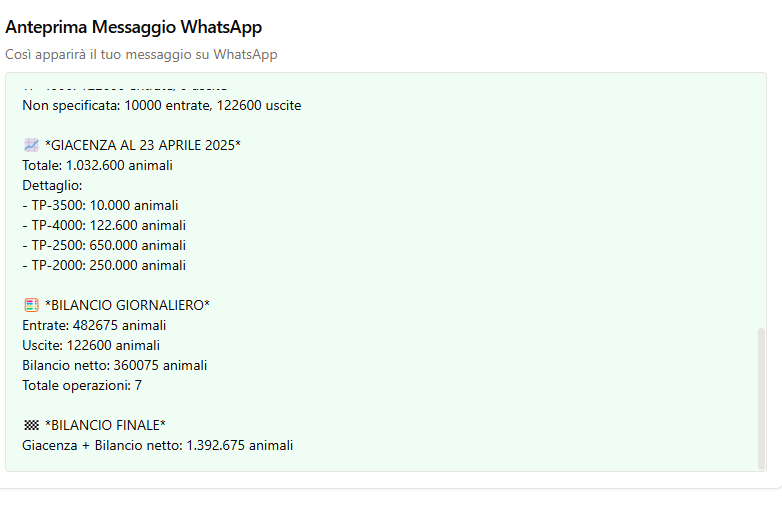 Anteprima Messaggio WhatsApp
Così apparirà il tuo messaggio su WhatsApp
Non specificata: 10000 entrate, 122600 uscite
📈 *GIACENZA AL 23 APRILE 2025*
Totale: 1.032.600 animali
Dettaglio:
- TP-3500: 10.000 animali
- TP-4000: 122.600 animali
- TP-2500: 650.000 animali
- TP-2000: 250.000 animali
🧮 *BILANCIO GIORNALIERO*
Entrate: 482675 animali
Uscite: 122600 animali
Bilancio netto: 360075 animali
Totale operazioni: 7
🏁 *BILANCIO FINALE*
Giacenza + Bilancio netto: 1.392.675 animali